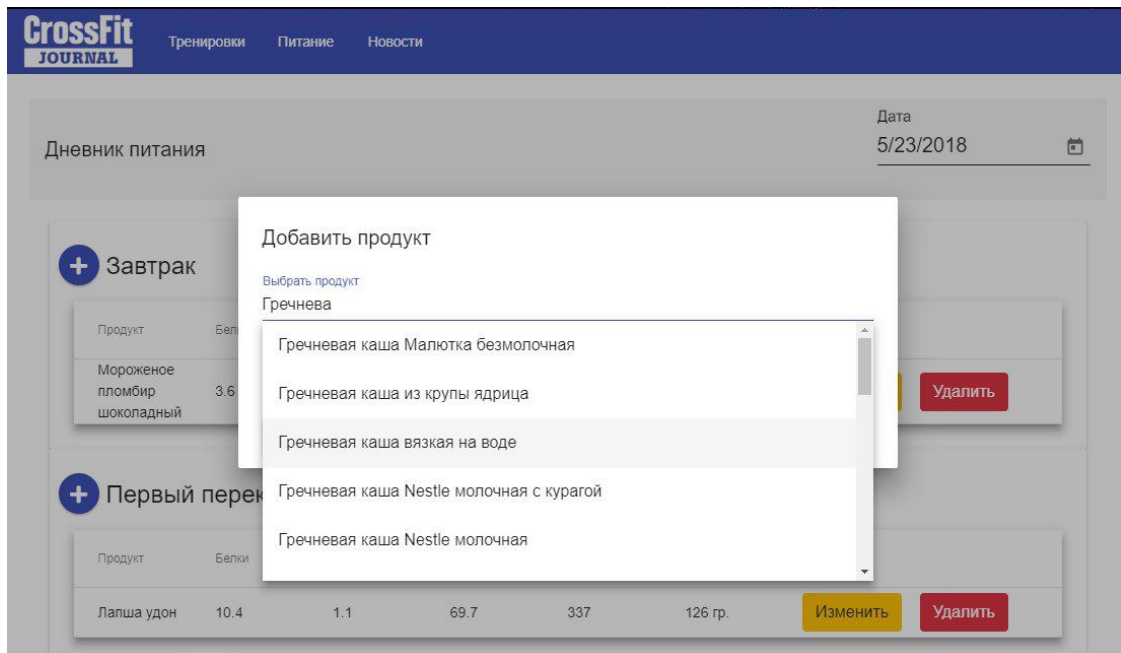 CrossFit
JOURNAL
Тренировки Питание Новости
Дата
5/23/2018
Дневник питания
Добавить продукт
Завтрак
Выбрать продукт
Гречнева
Продукт
Гречневая каша Малютка безмолочная
Мороженое
пломбир
шоколадный
3.6
Гречневая каша из крупы ядрица
Удалить
Гречневая каша вязкая на воде
Первый
Гречневая каша Nestle молочная с курагой
Гречневая каша Nestle молочная
Продукт Белки
Лапша удон 10.4 1.1 69.7 337 126 гр. Изменить Удалить